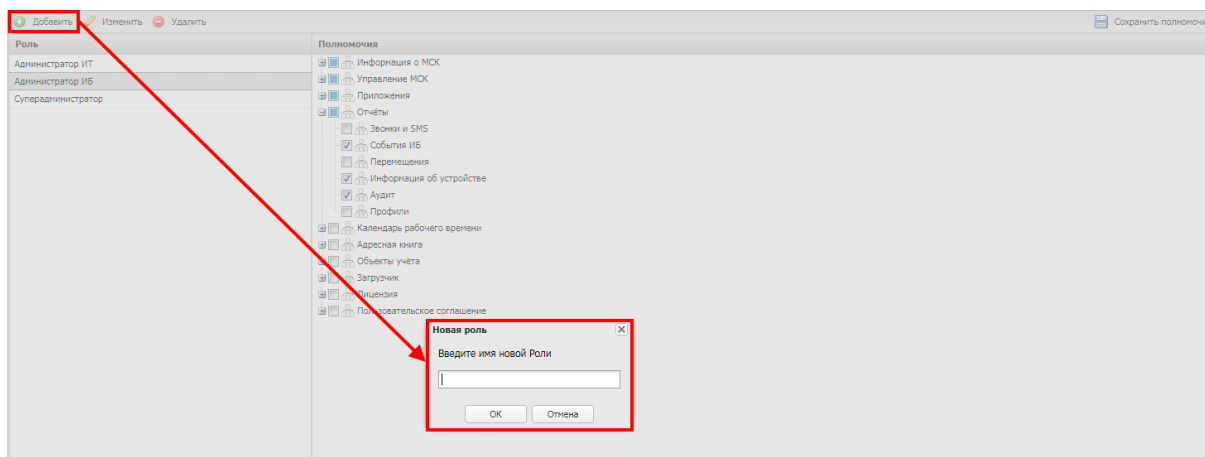 Добавить Изменить Удалить Сохранить полномочи
Роль Полномочия
Администратор ИТ
Администратор ИБ
Суперадминистратор
Информация о МСК
Управление МСК
Приложения
Отчёты
Звонки и SMS
События ИБ
Перемещения
Информация об устройстве
Аудит
Профили
Календарь рабочего времени
Адресная книга
Объекты учёта
Загрузчик
Лицензия
Пользовательское соглашение
Новая роль
Введите имя новой Роли
ОК Отмена